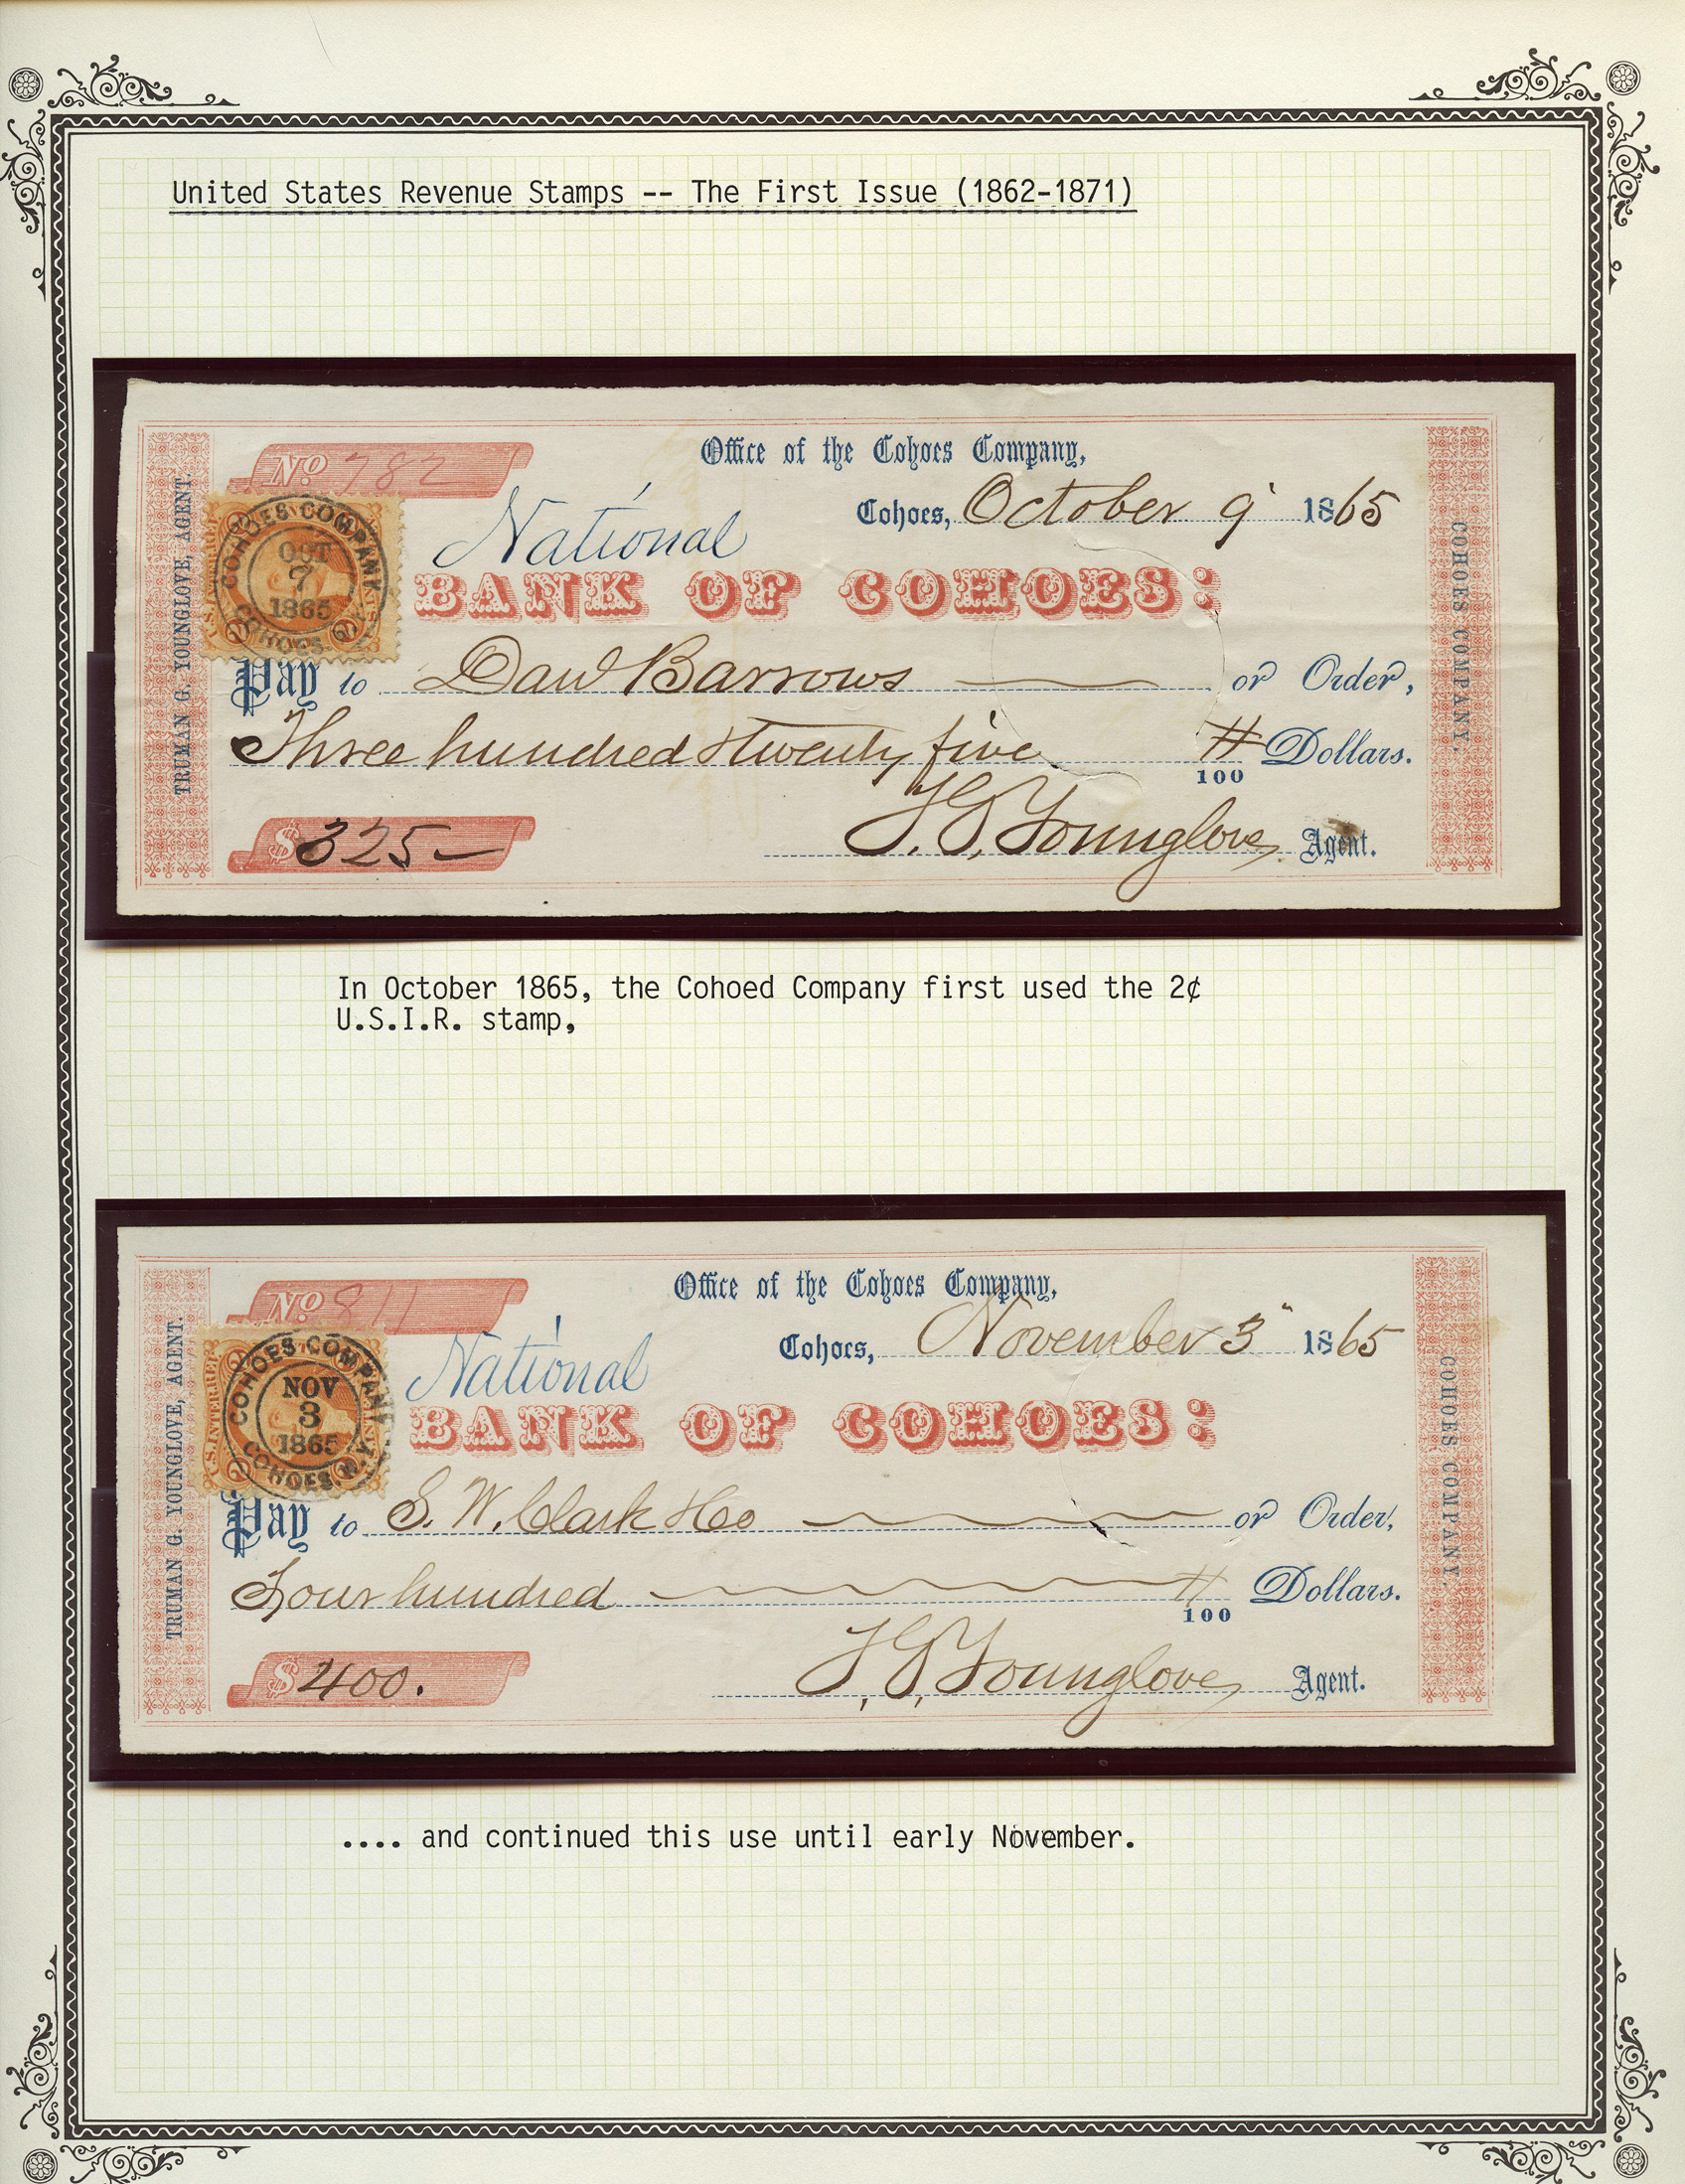 United States Revenue Stamps -- The First Issue (1862-1871)
Office of the Cohoes Company,
No 782
Cohoes, October 9 1865
National
BANK OF COHOES:
COHOES COMPANY
OCT
7
1865
COHOES N.Y.
Pay to Danl Barrows or Order,
Three hundred & twenty five // Dollars.
100
$ 325-
T. G. Younglove Agent.
TRUMAN G. YOUNGLOVE, AGENT.
COHOES COMPANY.
In October 1865, the Cohoed Company first used the 2¢
U.S.I.R. stamp,
Office of the Cohoes Company,
No 811
Cohoes, November 3" 1865
National
BANK OF COHOES:
U.S. INTER. REV.
COHOES COMPANY
NOV
3
1865
COHOES N.Y.
Pay to S. W. Clark & Co or Order,
Four hundred // Dollars.
100
$ 400.
T. G. Younglove Agent.
TRUMAN G. YOUNGLOVE, AGENT.
COHOES COMPANY.
.... and continued this use until early November.